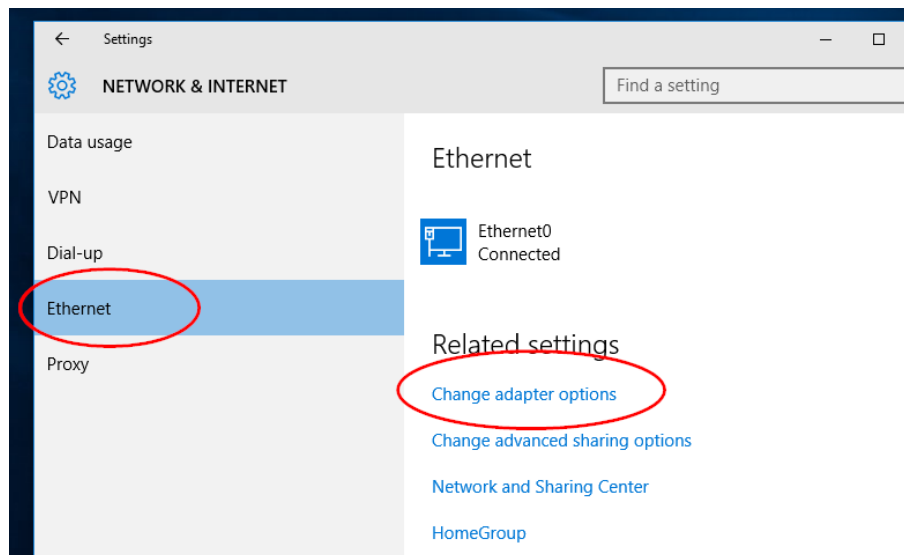 Settings
NETWORK & INTERNET
Find a setting
Data usage
VPN
Dial-up
Ethernet
Proxy
Ethernet
Ethernet0
Connected
Related settings
Change adapter options
Change advanced sharing options
Network and Sharing Center
HomeGroup